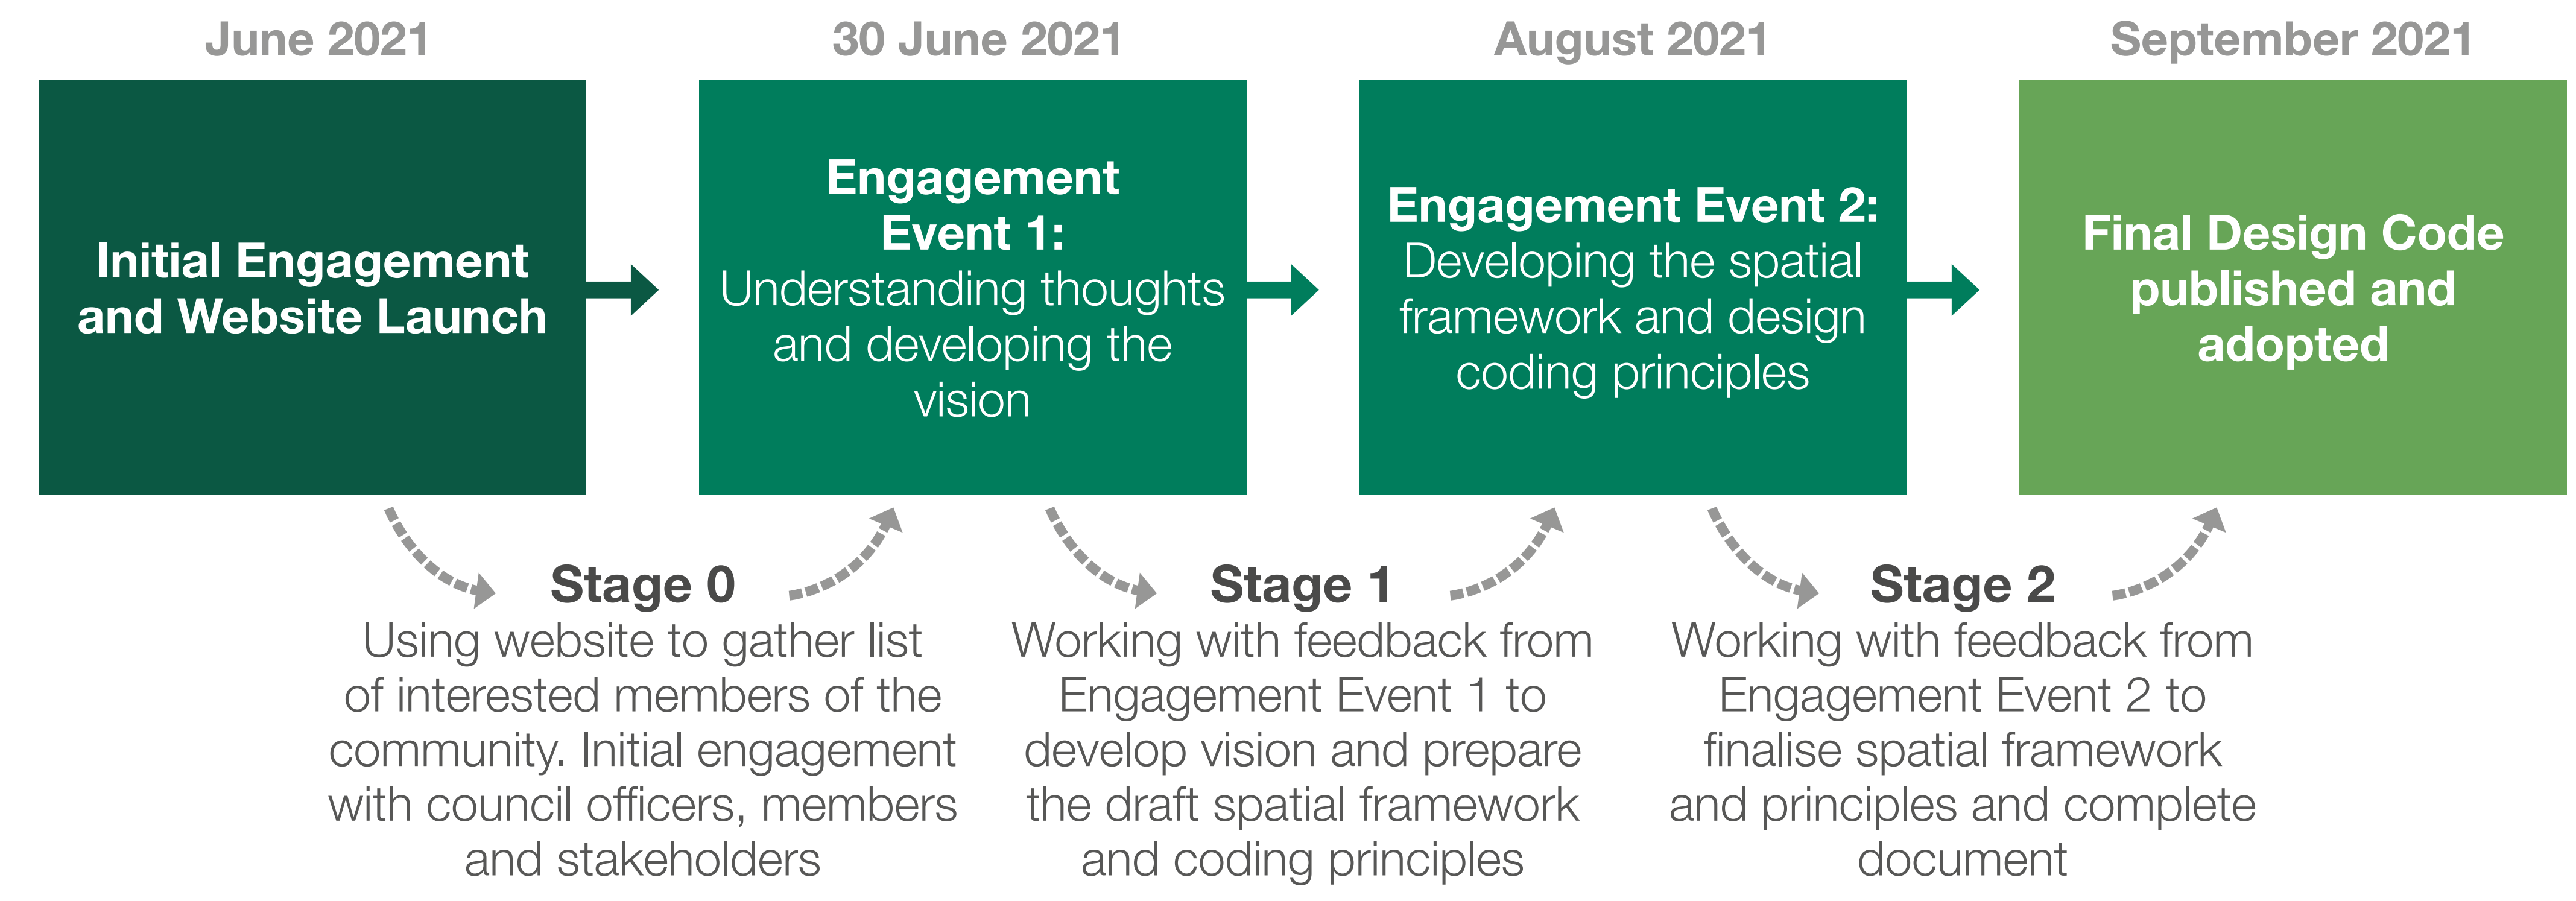 June 2021
Initial Engagement
and Website Launch
30 June 2021
Engagement
Event 1:
Understanding thoughts
and developing the
vision
August 2021
Engagement Event 2:
Developing the spatial
framework and design
coding principles
September 2021
Final Design Code
published and
adopted
Stage 0
Using website to gather list
of interested members of the
community. Initial engagement
with council officers, members
and stakeholders
Stage 1
Working with feedback from
Engagement Event 1 to
develop vision and prepare
the draft spatial framework
and coding principles
Stage 2
Working with feedback from
Engagement Event 2 to
finalise spatial framework
and principles and complete
document